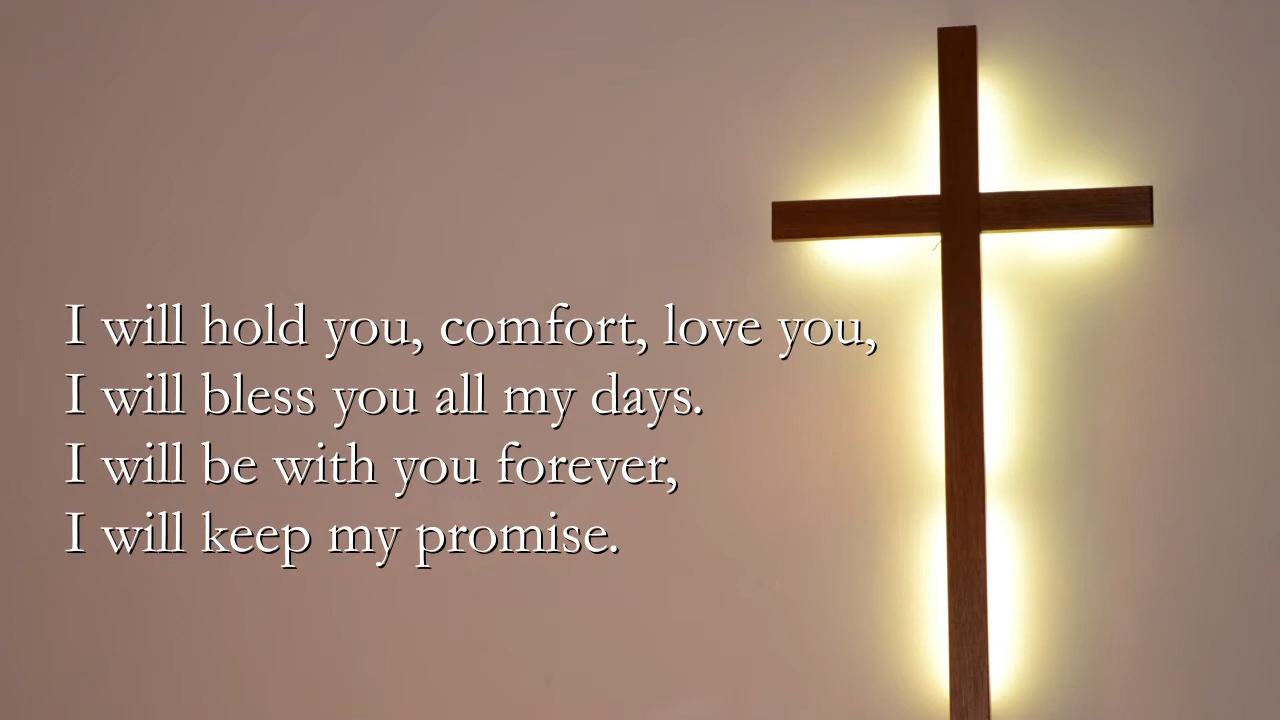 I will hold you, comfort, love you,
I will bless you all my days.
I will be with you forever,
I will keep my promise.